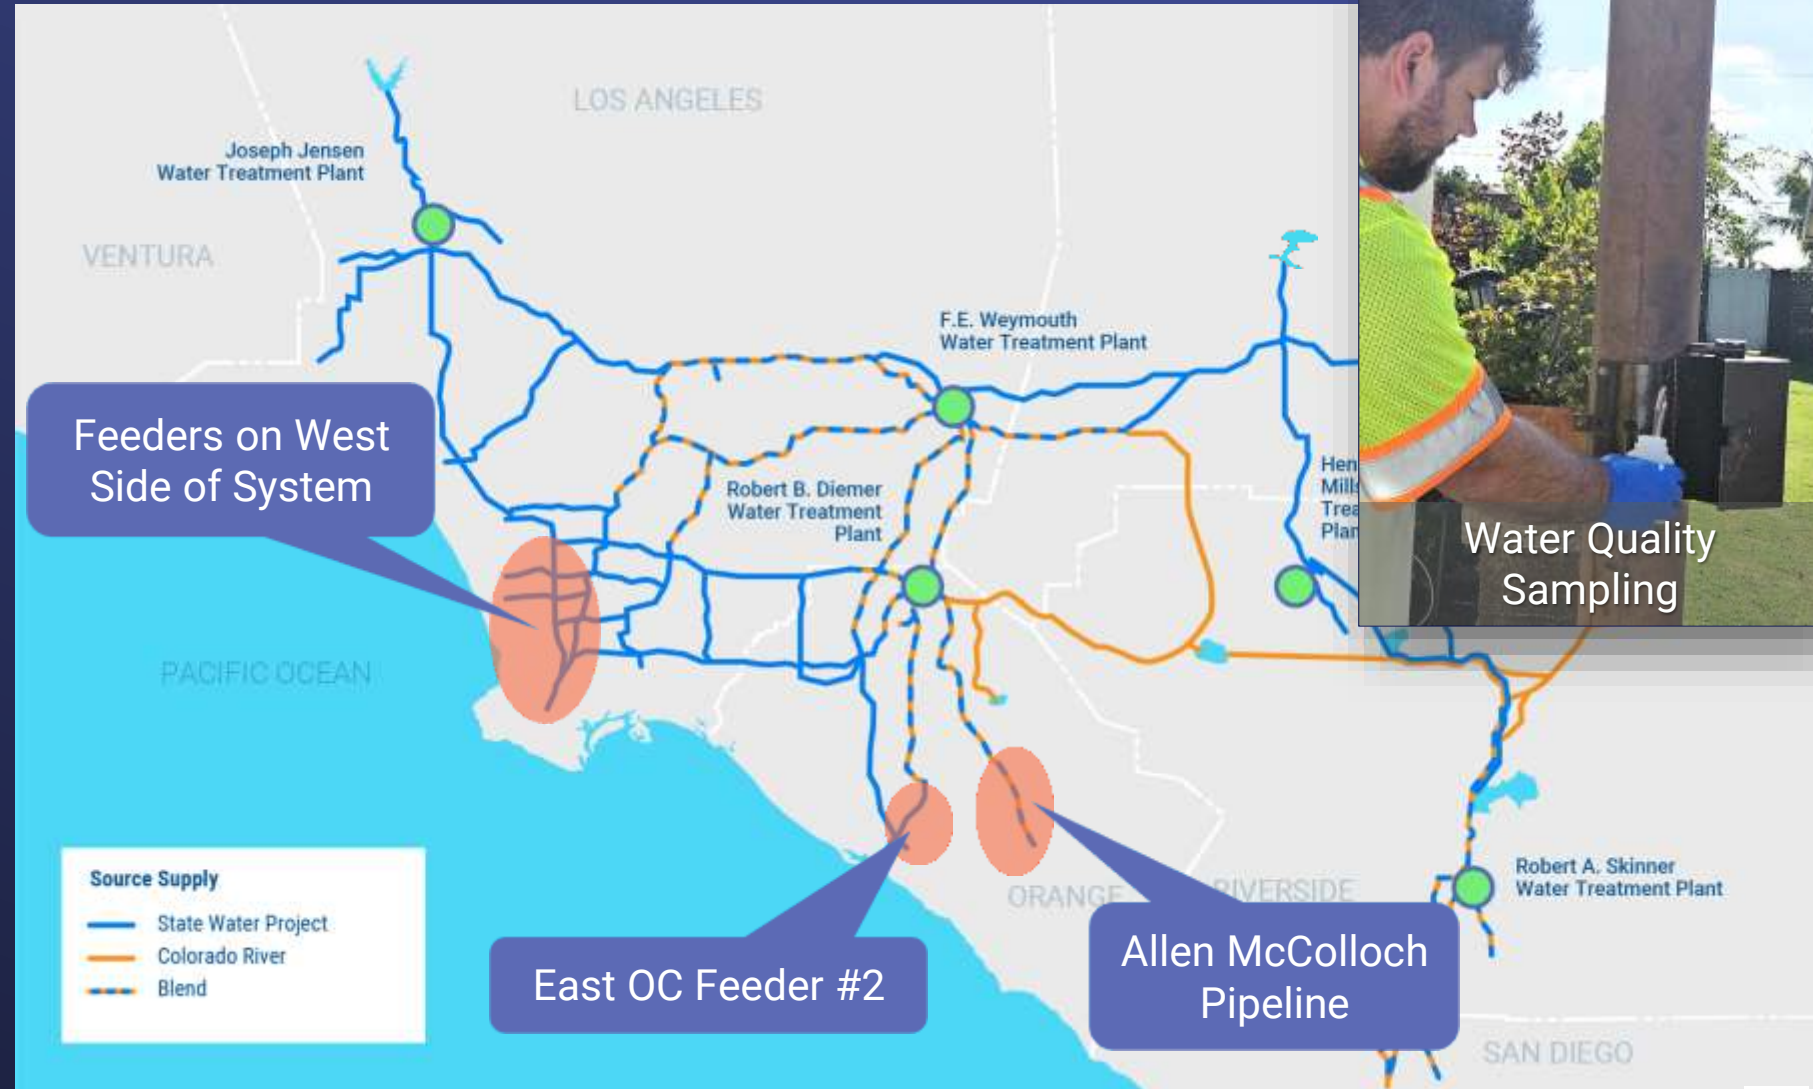 LOS ANGELES
Joseph Jensen
Water Treatment Plant
VENTURA
F.E. Weymouth
Water Treatment Plant
Feeders on West
Side of System
Robert B. Diemer
Water Treatment
Plant
Water Quality
Sampling
PACIFIC OCEAN
Source Supply
State Water Project
Colorado River
Blend
ORANGE
RIVERSIDE
Robert A. Skinner
Water Treatment Plant
East OC Feeder #2
Allen McColloch
Pipeline
SAN DIEGO